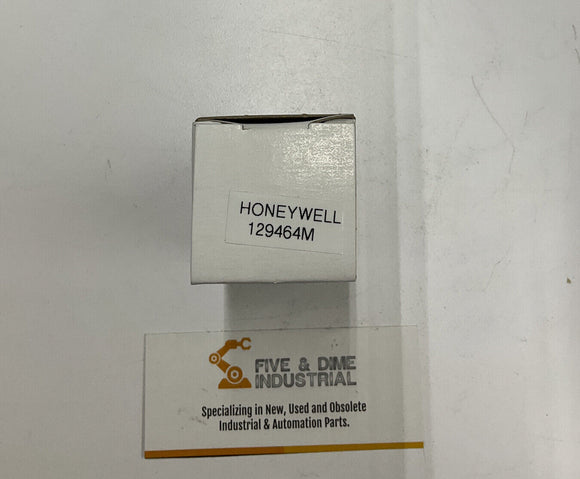 HONEYWELL
129464M
FIVE & DIME
INDUSTRIAL
Specializing in New, Used and Obsolete
Industrial & Automation Parts.